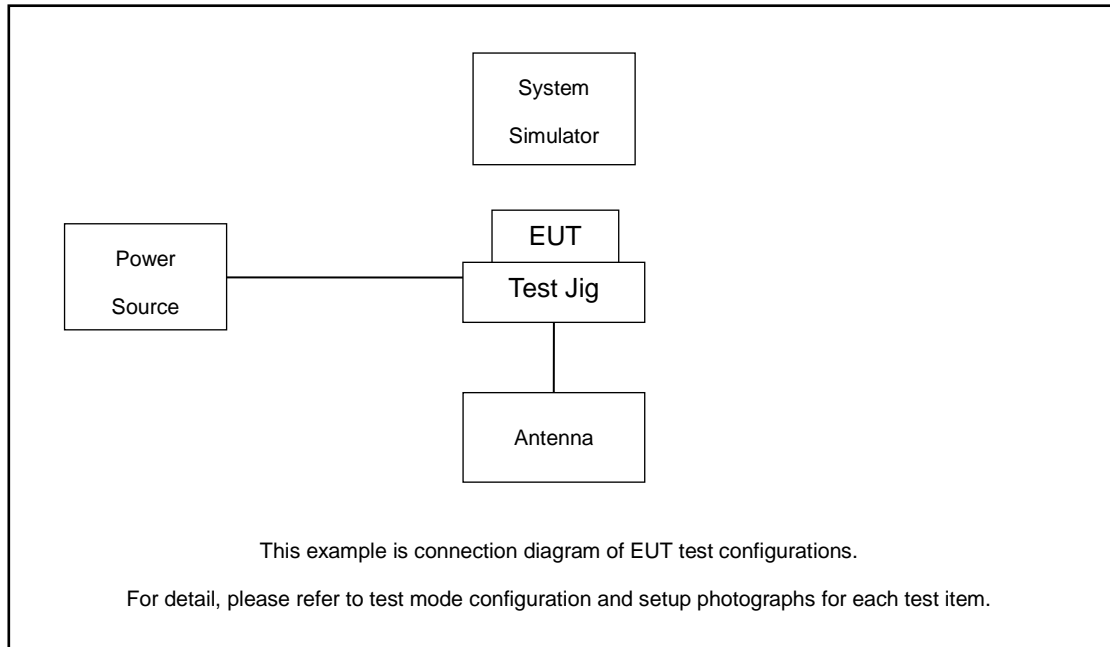 System
Simulator
EUT
Power
Source
Test Jig
Antenna
This example is connection diagram of EUT test configurations.
For detail, please refer to test mode configuration and setup photographs for each test item.